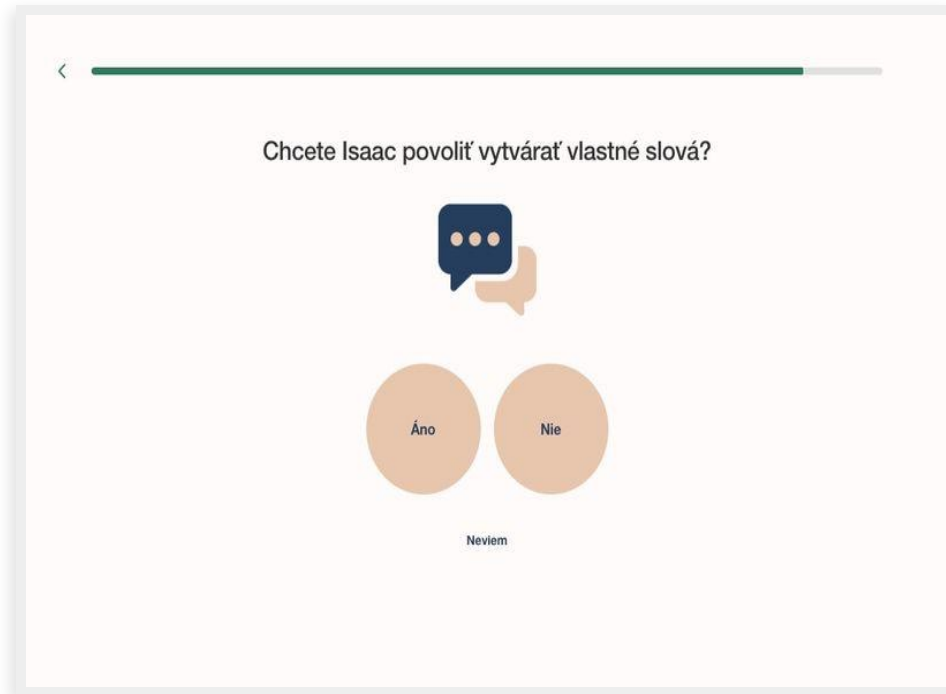 Chcete Isaac povoliť vytvárať vlastné slová?
Áno
Nie
Neviem